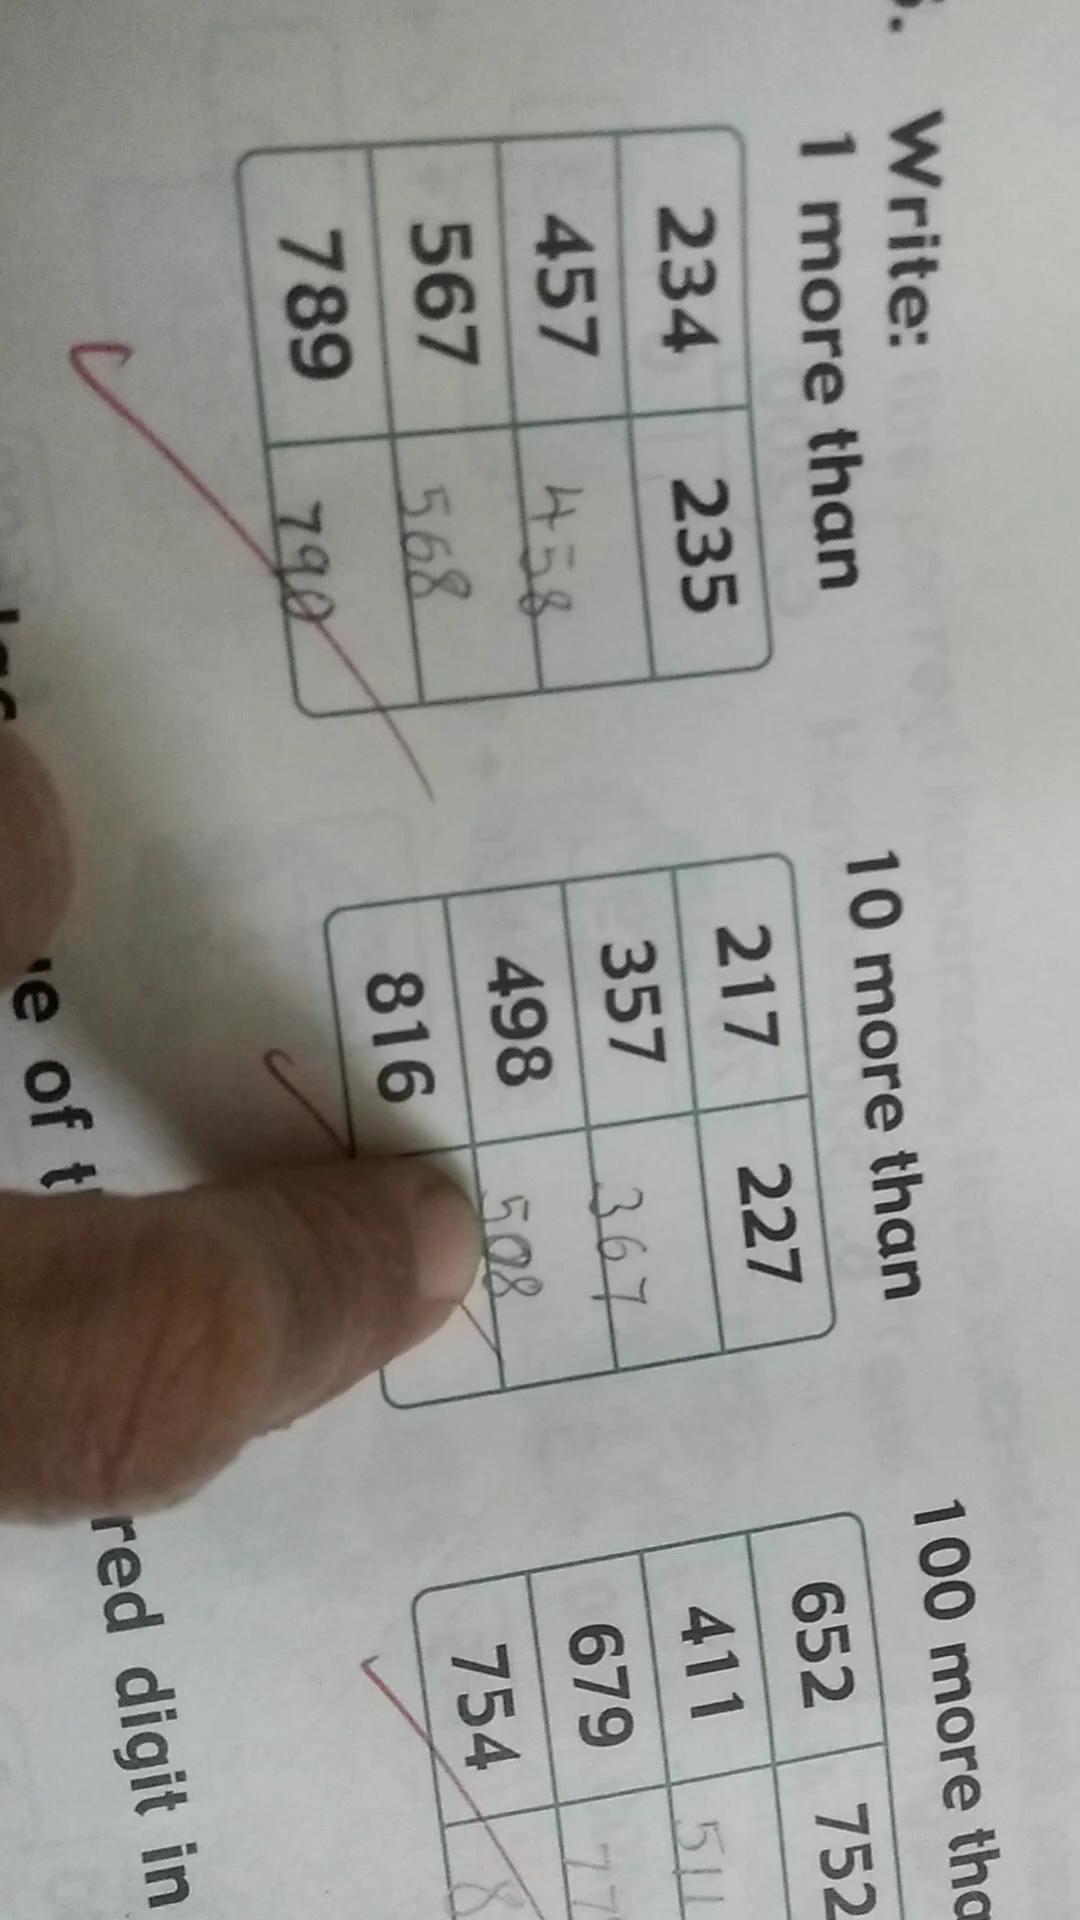 Write:
1 more than
234 235
457 458
567 568
789 790
10 more than
217 227
357 367
498 508
816
100 more
652 752
411 511
679
754
of
red digit in